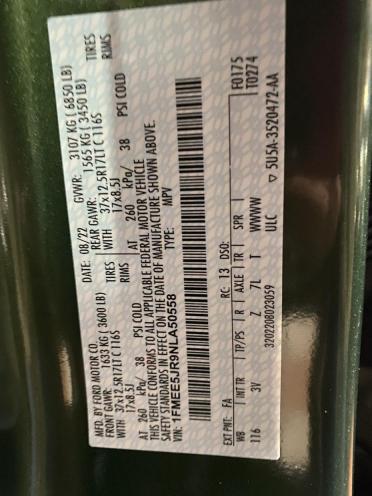 MFD. BY FORD MOTOR CO.
DATE: 08/22 GVWR: 3107 KG ( 6850 LB)
FRONT GAWR: 1633 KG ( 3600 LB) REAR GAWR: 1565 KG ( 3450 LB)
WITH 37x12.5R17LT C 116S TIRES WITH 37x12.5R17LT C 116S TIRES
17x8.5J RIMS 17x8.5J RIMS
AT 260 kPa/ 38 PSI COLD AT 260 kPa/ 38 PSI COLD
THIS VEHICLE CONFORMS TO ALL APPLICABLE FEDERAL MOTOR VEHICLE
SAFETY STANDARDS IN EFFECT ON THE DATE OF MANUFACTURE SHOWN ABOVE.
VIN: 1FMEE5JR9NLA50558 TYPE: MPV
F0175
T0274
EXT PNT: FA RC: 13 DSO:
WB INT TR TP/PS R AXLE TR SPR
116 3V Z 7L T WWWW
3202208023059 ULC 5U5A-3520472-AA